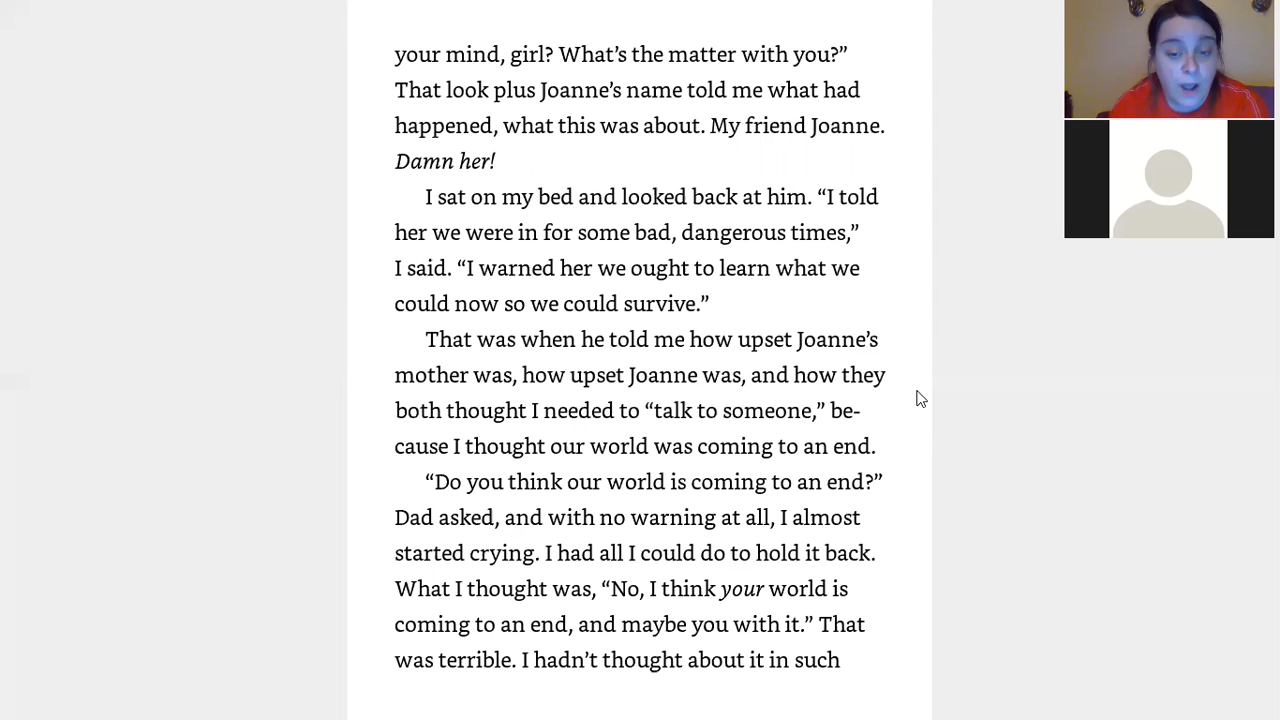 your mind, girl? What’s the matter with you?”
That look plus Joanne’s name told me what had
happened, what this was about. My friend Joanne.
Damn her!
I sat on my bed and looked back at him. “I told
her we were in for some bad, dangerous times,”
I said. “I warned her we ought to learn what we
could now so we could survive.”
That was when he told me how upset Joanne’s
mother was, how upset Joanne was, and how they
both thought I needed to “talk to someone,” be-
cause I thought our world was coming to an end.
“Do you think our world is coming to an end?”
Dad asked, and with no warning at all, I almost
started crying. I had all I could do to hold it back.
What I thought was, “No, I think your world is
coming to an end, and maybe you with it.” That
was terrible. I hadn’t thought about it in such